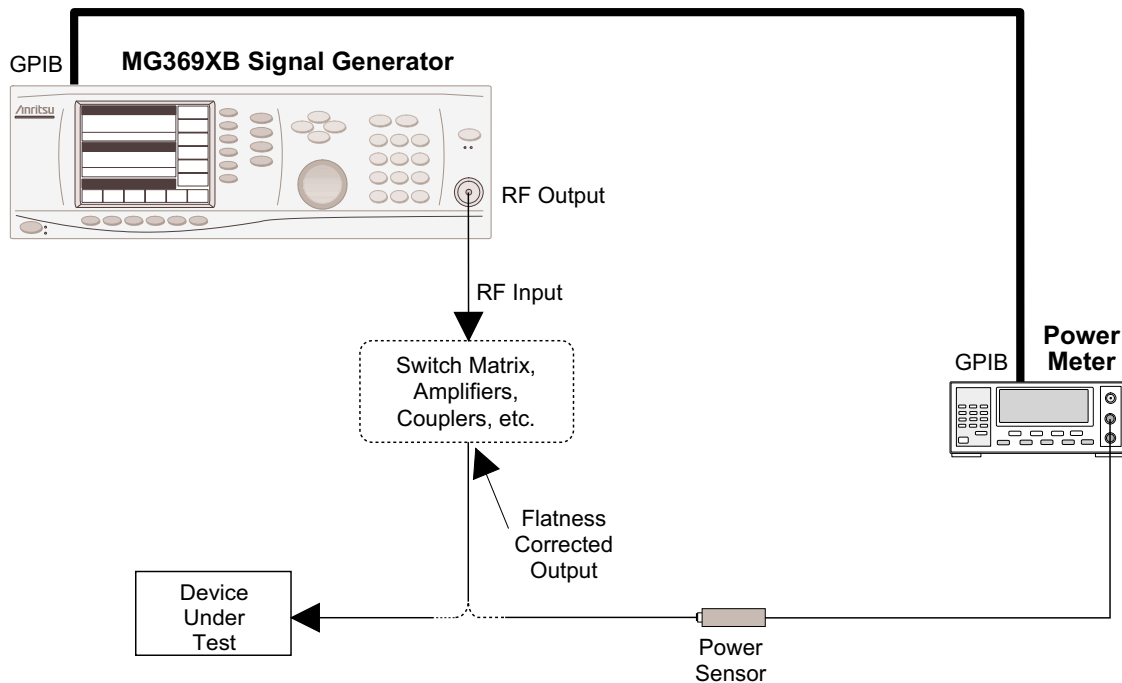 GPIB
MG369XB Signal Generator
/inritsu
RF Output
RF Input
Switch Matrix,
Amplifiers,
Couplers, etc.
GPIB
Power
Meter
Flatness
Corrected
Output
Device
Under
Test
Power
Sensor